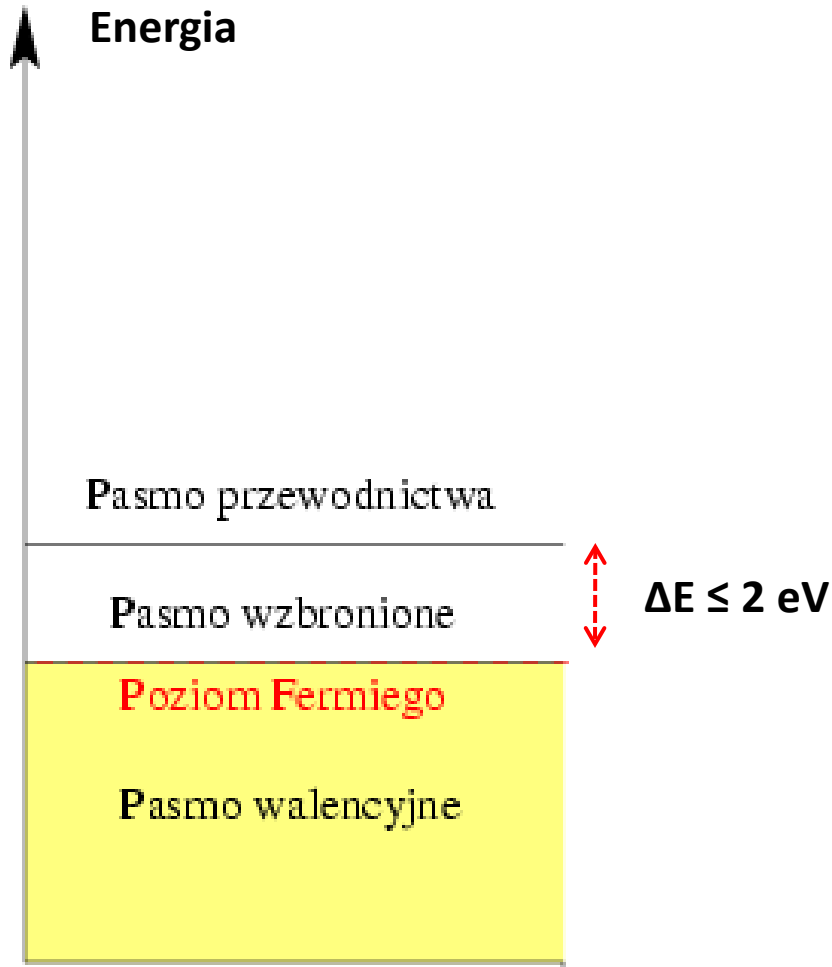 Energia
Pasmo przewodnictwa
Pasmo wzbronione
ΔE ≤ 2 eV
Poziom Fermiego
Pasmo walencyjne